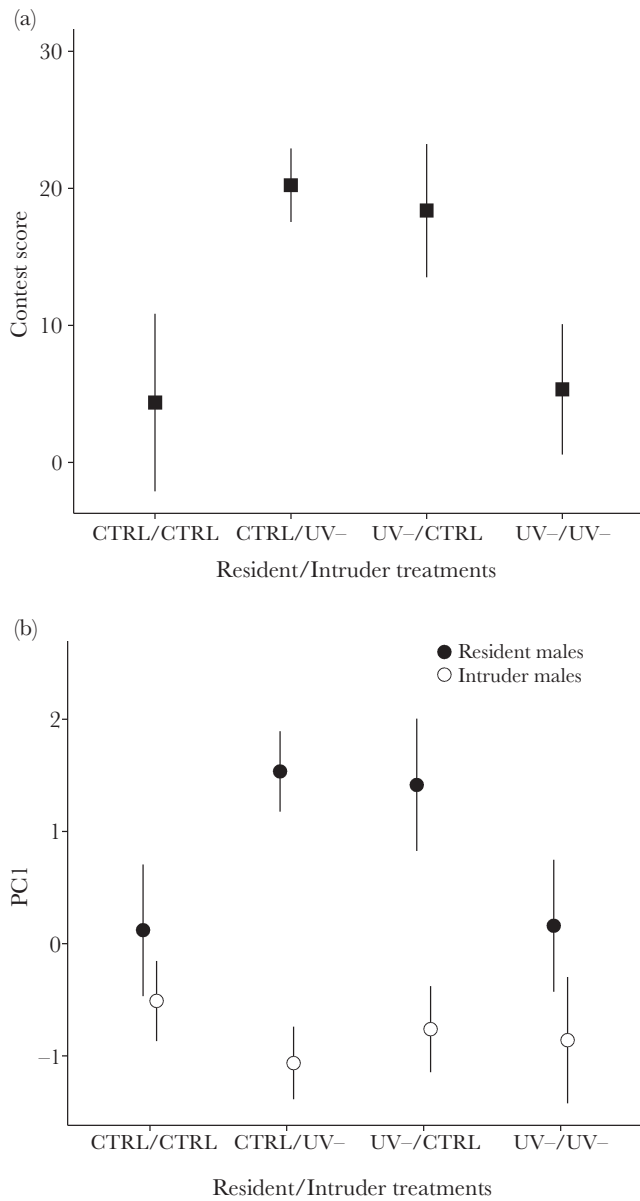 (a)
30
20
10
0
Contest score
CTRL/CTRL CTRL/UV– UV–/CTRL UV–/UV–
Resident/Intruder treatments
(b)
Resident males
Intruder males
2
1
0
–1
PC1
CTRL/CTRL CTRL/UV– UV–/CTRL UV–/UV–
Resident/Intruder treatments